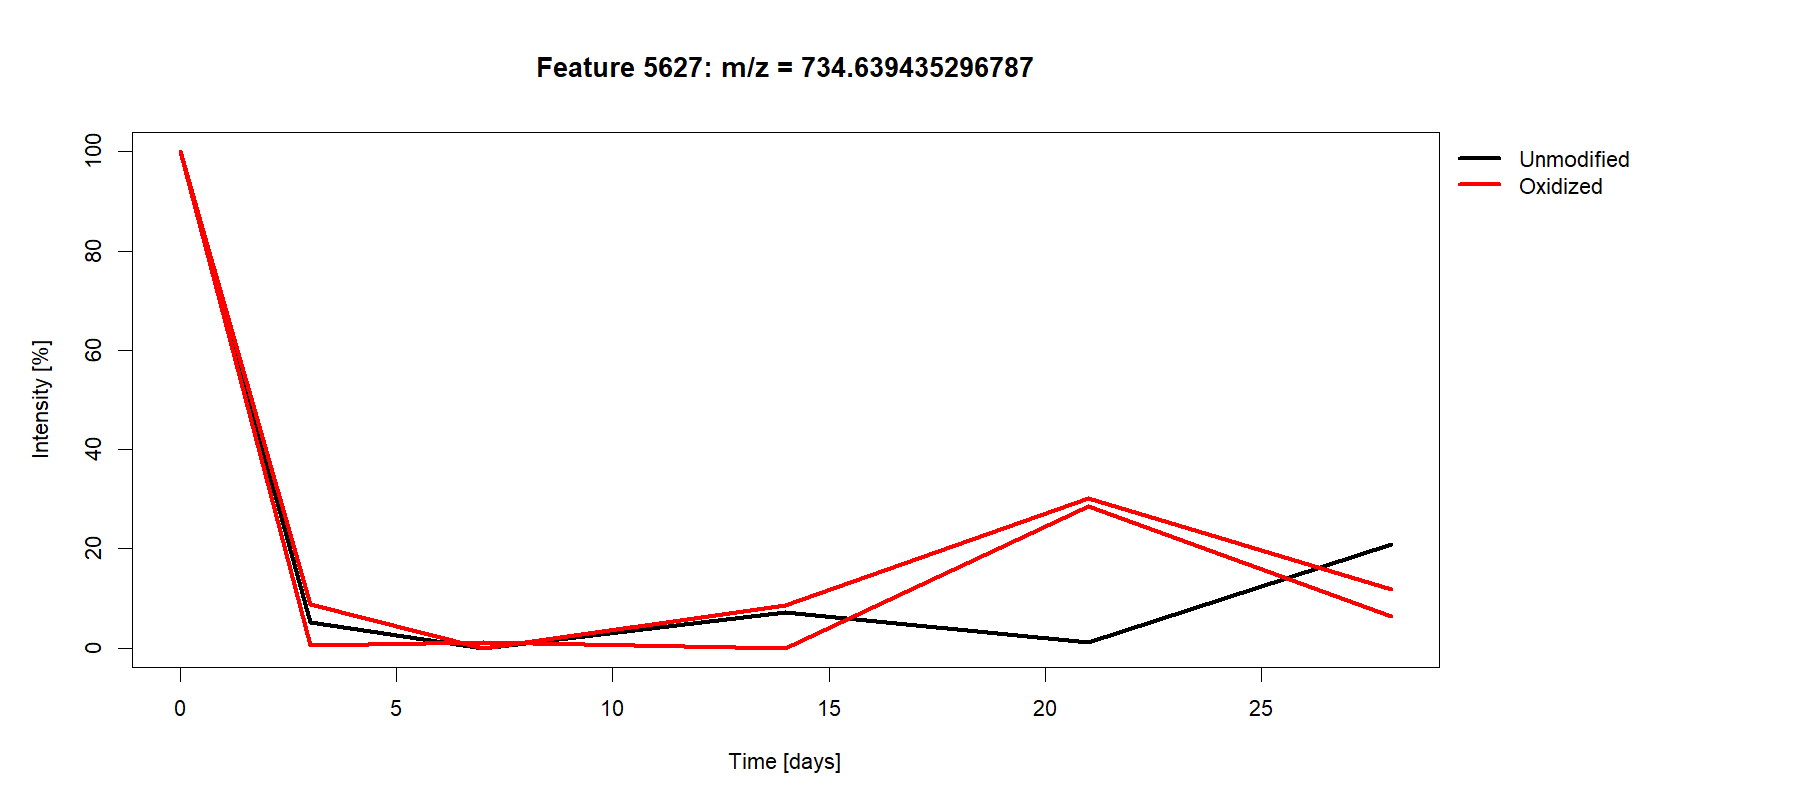 Feature 5627: m/z = 734.639435296787
Unmodified
Oxidized
Intensity [%]
100
80
60
40
20
0
0 5 10 15 20 25
Time [days]